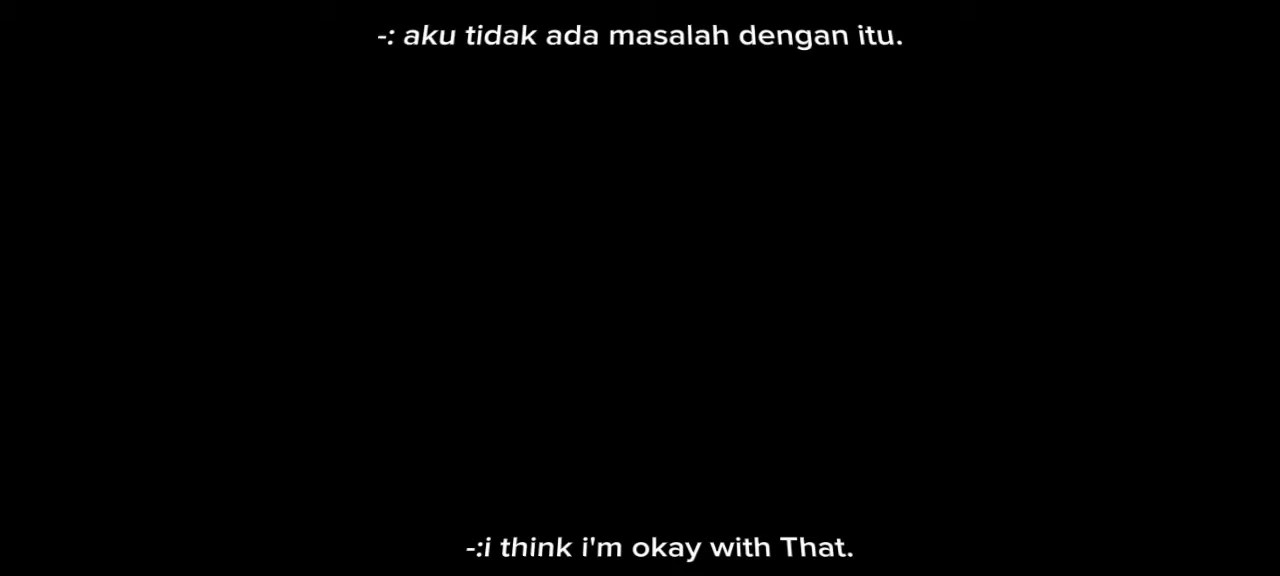 -: aku tidak ada masalah dengan itu.
-:i think i'm okay with That.